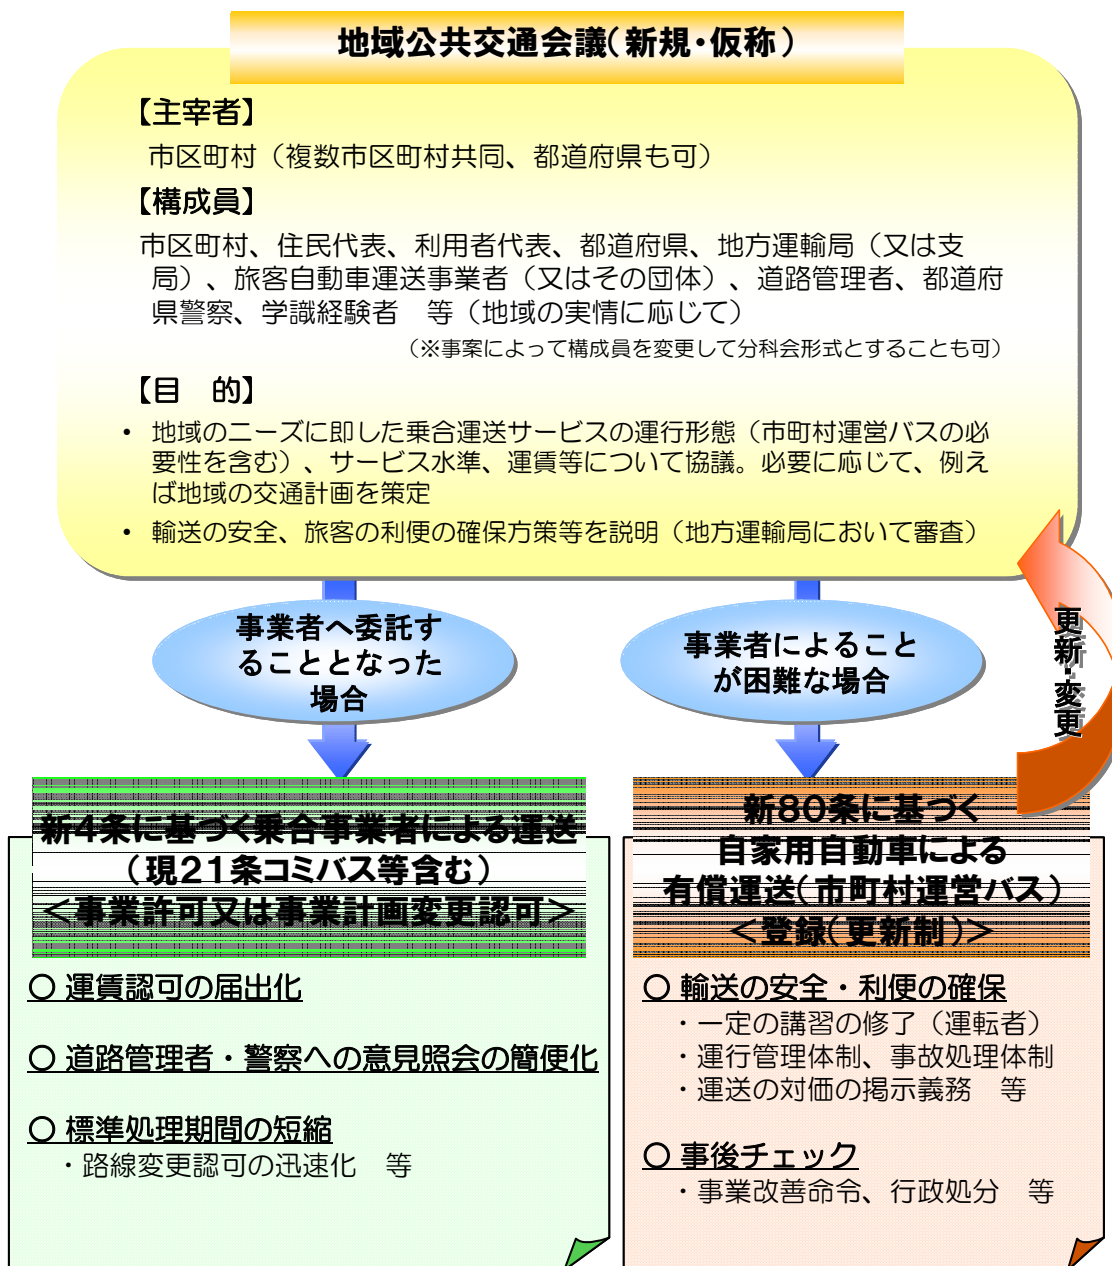 地域公共交通会議（新規・仮称）
【主宰者】
市区町村（複数市区町村共同、都道府県も可）
【構成員】
市区町村、住民代表、利用者代表、都道府県、地方運輸局（又は支
局）、旅客自動車運送事業者（又はその団体）、道路管理者、都道府
県警察、学識経験者　等（地域の実情に応じて）
（※事案によって構成員を変更して分科会形式とすることも可）
【目　的】
• 地域のニーズに即した乗合運送サービスの運行形態（市町村運営バスの必
要性を含む）、サービス水準、運賃等について協議。必要に応じて、例え
ば地域の交通計画を策定
• 輸送の安全、旅客の利便の確保方策等を説明（地方運輸局において審査）
事業者へ委託す
ることとなった
場合
事業者によること
が困難な場合
更新・変更
新4条に基づく乗合事業者による運送
（現21条コミバス等含む）
＜事業許可又は事業計画変更認可＞
○ 運賃認可の届出化
○ 道路管理者・警察への意見照会の簡便化
○ 標準処理期間の短縮
・路線変更認可の迅速化　等
新80条に基づく
自家用自動車による
有償運送（市町村運営バス）
＜登録（更新制）＞
○ 輸送の安全・利便の確保
・一定の講習の修了（運転者）
・運行管理体制、事故処理体制
・運送の対価の掲示義務　等
○ 事後チェック
・事業改善命令、行政処分　等